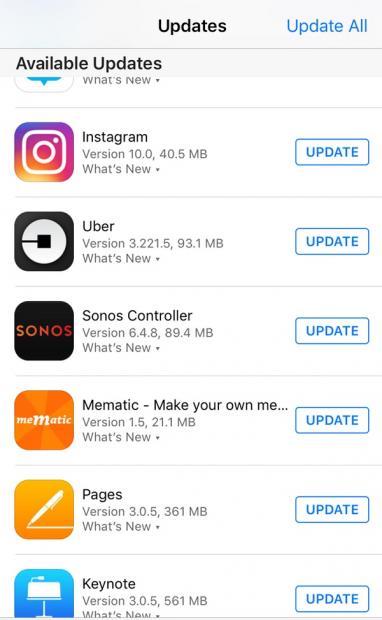 Updates
Update All
Available Updates
What's New ▾
Instagram
Version 10.0, 40.5 MB
What's New ▾
UPDATE
Uber
Version 3.221.5, 93.1 MB
What's New ▾
UPDATE
SONOS
Sonos Controller
Version 6.4.8, 89.4 MB
What's New ▾
UPDATE
meMatic
Mematic - Make your own me...
Version 1.5, 21.1 MB
What's New ▾
UPDATE
Pages
Version 3.0.5, 361 MB
What's New ▾
UPDATE
Keynote
Version 3.0.5, 561 MB
What's New ▾
UPDATE